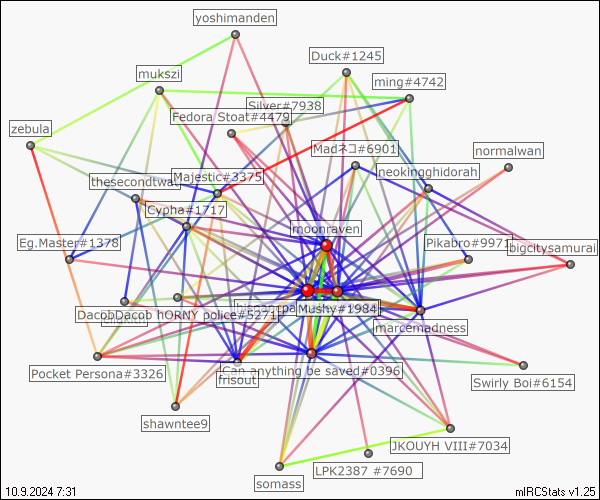 yoshimanden
Duck#1245
mukszi
ming#4742
Silver#7938
Fedora Stoat#4479
zebula
Madネコ#6901
normalwan
neokingghidorah
Majestic#3375
thesecondtwat
Cypha#1717
moonraven
Eg.Master#1378
Pikabro#9971
bigcitysamurai
Mushy#1984
DacobDacob hORNY police#5271
marcemadness
Can anything be saved#0396
Pocket Persona#3326
frisout
Swirly Boi#6154
shawntee9
JKOUYH VIII#7034
LPK2387 #7690
somass
10.9.2024 7:31
mIRCStats v1.25